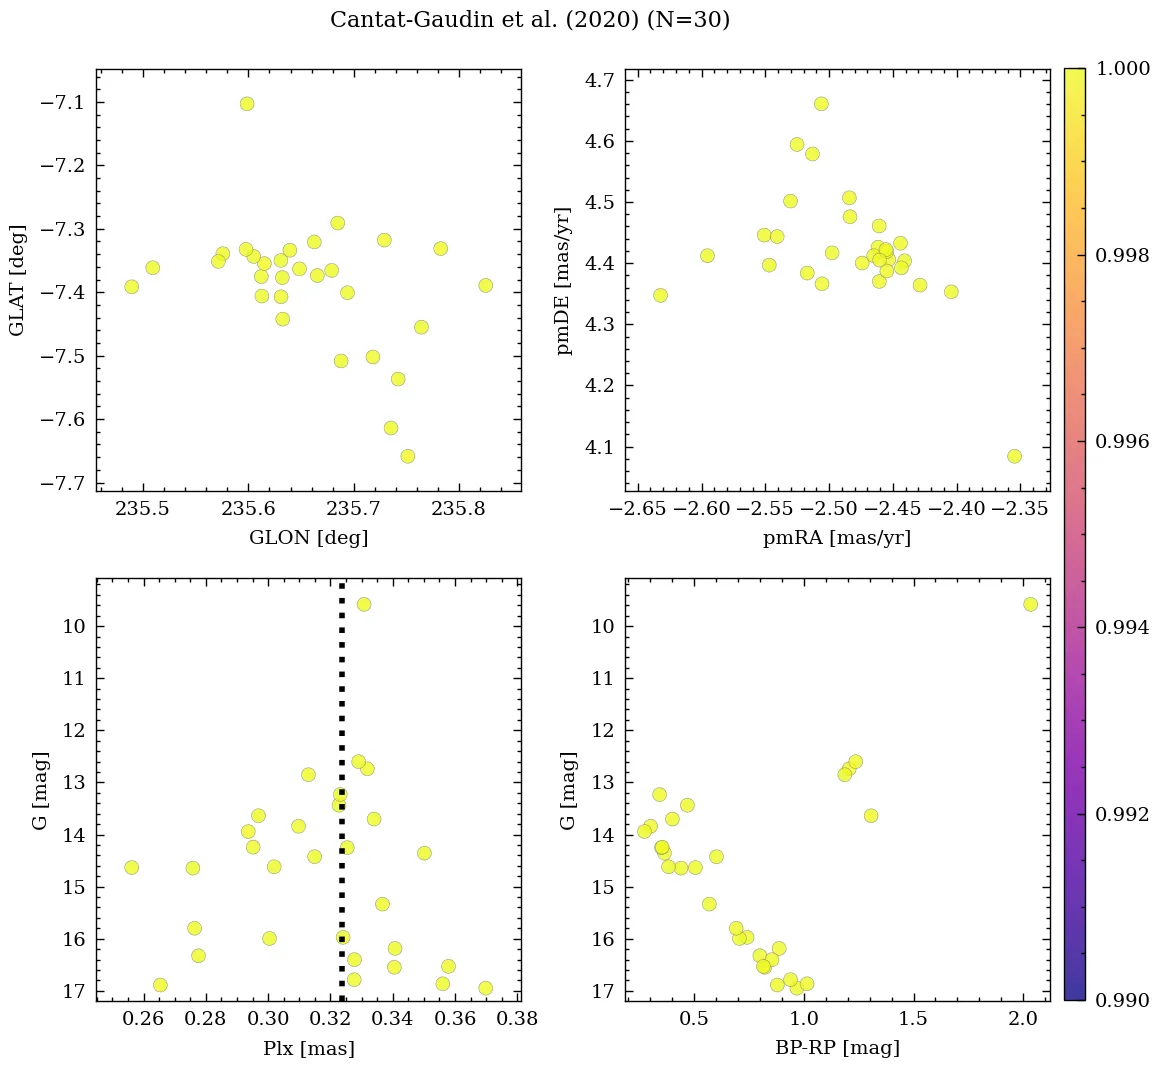 Cantat-Gaudin et al. (2020) (N=30)
−7.1
−7.2
−7.3
−7.4
−7.5
−7.6
−7.7
GLAT [deg]
235.5 235.6 235.7 235.8
GLON [deg]
4.7
4.6
4.5
4.4
4.3
4.2
4.1
pmDE [mas/yr]
−2.65 −2.60 −2.55 −2.50 −2.45 −2.40 −2.35
pmRA [mas/yr]
10
11
12
13
14
15
16
17
G [mag]
0.26 0.28 0.30 0.32 0.34 0.36 0.38
Plx [mas]
10
11
12
13
14
15
16
17
G [mag]
0.5 1.0 1.5 2.0
BP-RP [mag]
1.000
0.998
0.996
0.994
0.992
0.990